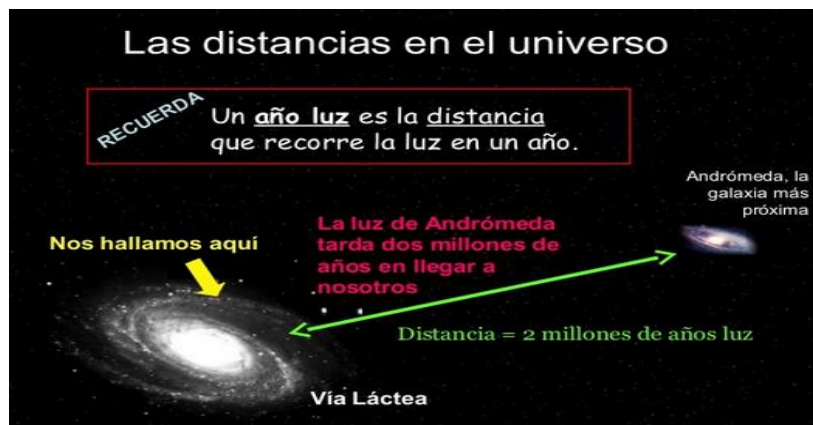 Las distancias en el universo
RECUERDA
Un año luz es la distancia
que recorre la luz en un año.
Andrómeda, la
galaxia más
próxima
La luz de Andrómeda
tarda dos millones de
años en llegar a
nosotros
Nos hallamos aquí
Distancia = 2 millones de años luz
Vía Láctea